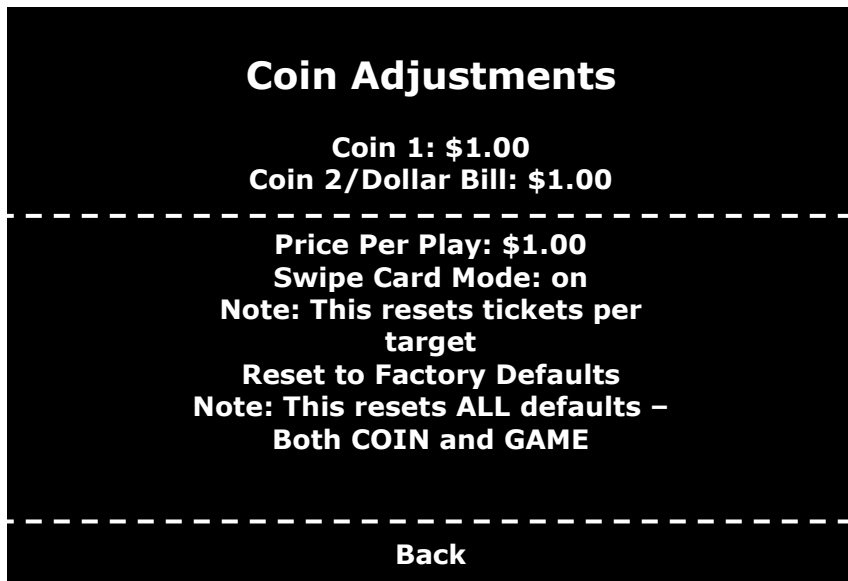 Coin Adjustments
Coin 1: $1.00
Coin 2/Dollar Bill: $1.00
Price Per Play: $1.00
Swipe Card Mode: on
Note: This resets tickets per
target
Reset to Factory Defaults
Note: This resets ALL defaults –
Both COIN and GAME
Back